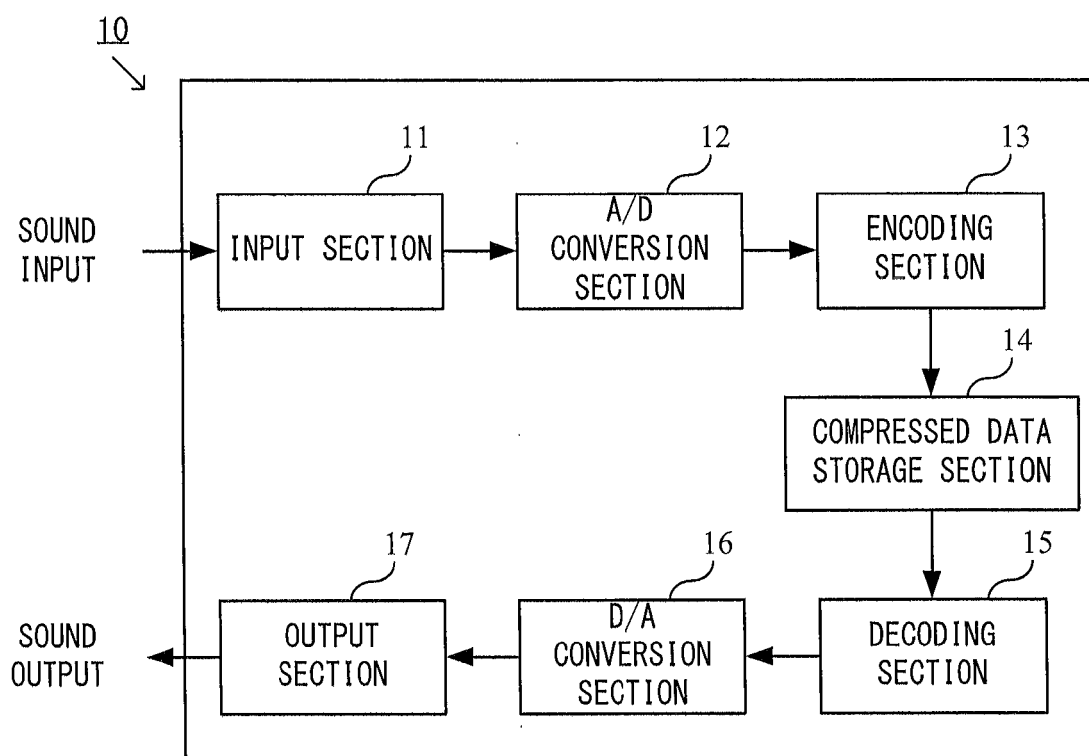 10
11
12
13
SOUND
INPUT
INPUT SECTION
A/D
CONVERSION
SECTION
ENCODING
SECTION
14
COMPRESSED DATA
STORAGE SECTION
17
16
15
SOUND
OUTPUT
OUTPUT
SECTION
D/A
CONVERSION
SECTION
DECODING
SECTION